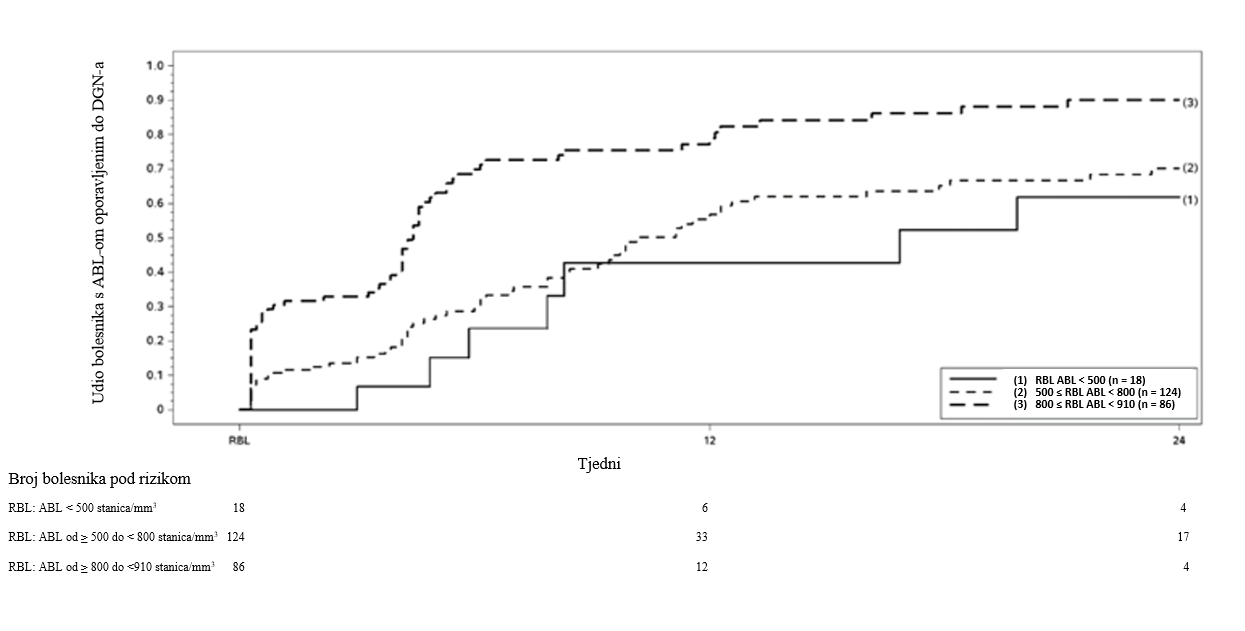 Udio bolesnika s ABL-om oporavljenim do DGN-a
1.0
0.9
0.8
0.7
0.6
0.5
0.4
0.3
0.2
0.1
0
(3)
(2)
(1)
(1) RBL ABL < 500 (n = 18)
(2) 500 ≤ RBL ABL < 800 (n = 124)
(3) 800 ≤ RBL ABL < 910 (n = 86)
RBL 12 24
Tjedni
Broj bolesnika pod rizikom
RBL: ABL < 500 stanica/mm³ 18 6 4
RBL: ABL od ≥ 500 do < 800 stanica/mm³ 124 33 17
RBL: ABL od ≥ 800 do <910 stanica/mm³ 86 12 4